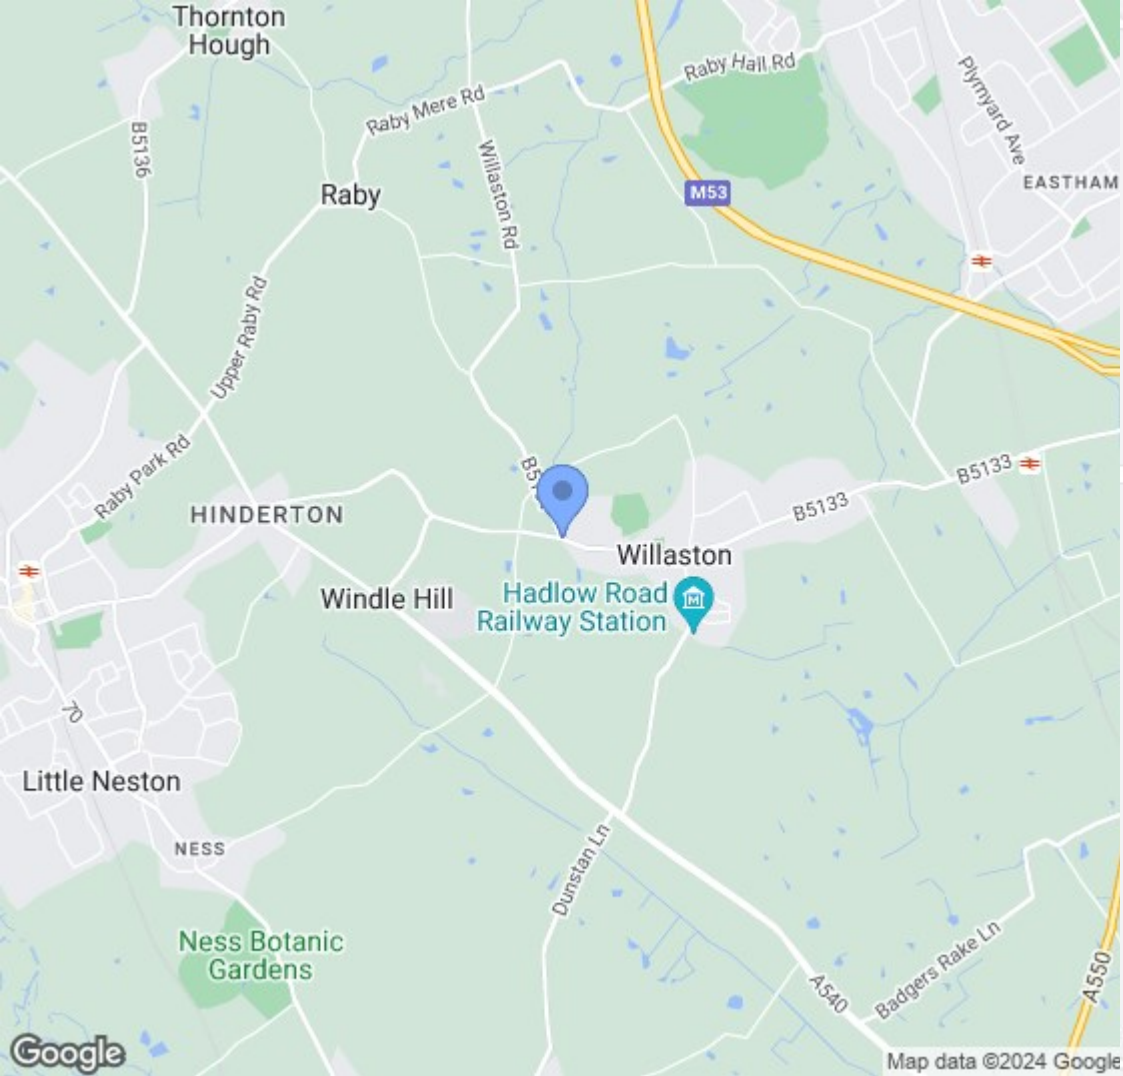 Thornton
Hough
Raby Hall Rd
Plymyard Ave
Raby Mere Rd
B5136
Willaston Rd
EASTHAM
Raby
M53
Upper Raby Rd
Raby Park Rd
B5133
B5133
HINDERTON
Willaston
Windle Hill
Hadlow Road
Railway Station
M
70
Little Neston
NESS
Dunstan Ln
Ness Botanic
Gardens
Badgers Rake Ln
A540
A550
Google
Map data ©2024 Google